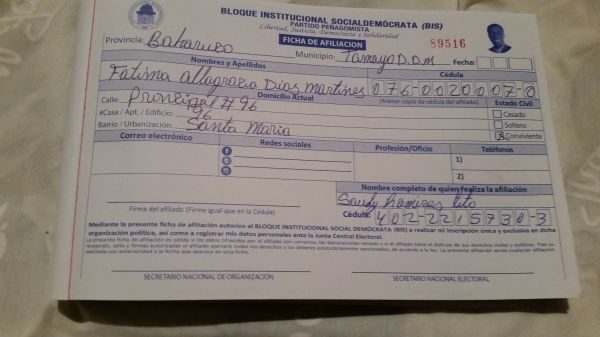 BLOQUE INSTITUCIONAL SOCIALDEMÓCRATA (BIS)
PARTIDO PEÑAGOMISTA
Libertad, Justicia, Democracia y Solidaridad
FICHA DE AFILIACIÓN
89516
Provincia: Bahoruco Municipio: Tamayo D.D.M Fecha:
Nombres y Apellidos Cédula
Fatima altagracia Dias Martines 076-0020007-0
Domicilio Actual (Anexar copia de cédula del afiliado) Estado Civil
Calle: Principal # 96
#Casa / Apt. / Edificio: 96
Barrio / Urbanización: Santa Maria
Casado
Soltero
Conviviente
Correo electrónico Redes sociales Profesión/Oficio Teléfonos
1)
2)
Nombre completo de quien realiza la afiliación
Sandy Ramires
Firma del afiliado (Firme igual que en la Cédula)
Cédula: 402-2215730-3
Mediante la presente ficha de afiliación autorizo al BLOQUE INSTITUCIONAL SOCIAL DEMÓCRATA (BIS) a realizar mi inscripción única y exclusiva en dicha
organización política, así como a registrar mis datos personales ante la Junta Central Electoral.
SECRETARIO NACIONAL DE ORGANIZACIÓN SECRETARIO NACIONAL ELECTORAL